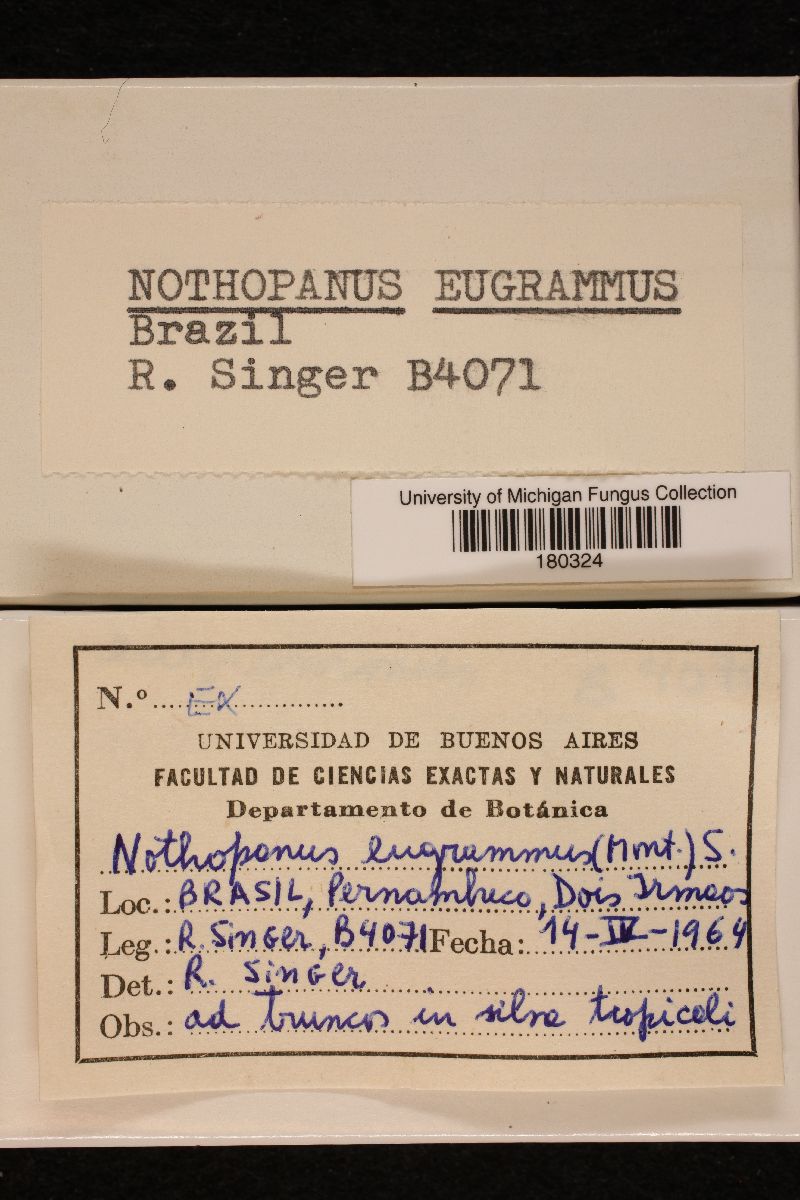 NOTHOPANUS EUGRAMMUS
Brazil
R. Singer B4071
University of Michigan Fungus Collection
180324
N.º Ex
UNIVERSIDAD DE BUENOS AIRES
FACULTAD DE CIENCIAS EXACTAS Y NATURALES
Departamento de Botánica
Nothopanus eugrammus (Mont.) S.
Loc.: BRASIL, Pernambuco, Dois Irmaos
Leg.: R. Singer, B4071 Fecha: 14-IV-1964
Det.: R. Singer
Obs.: ad truncos in silva tropicali